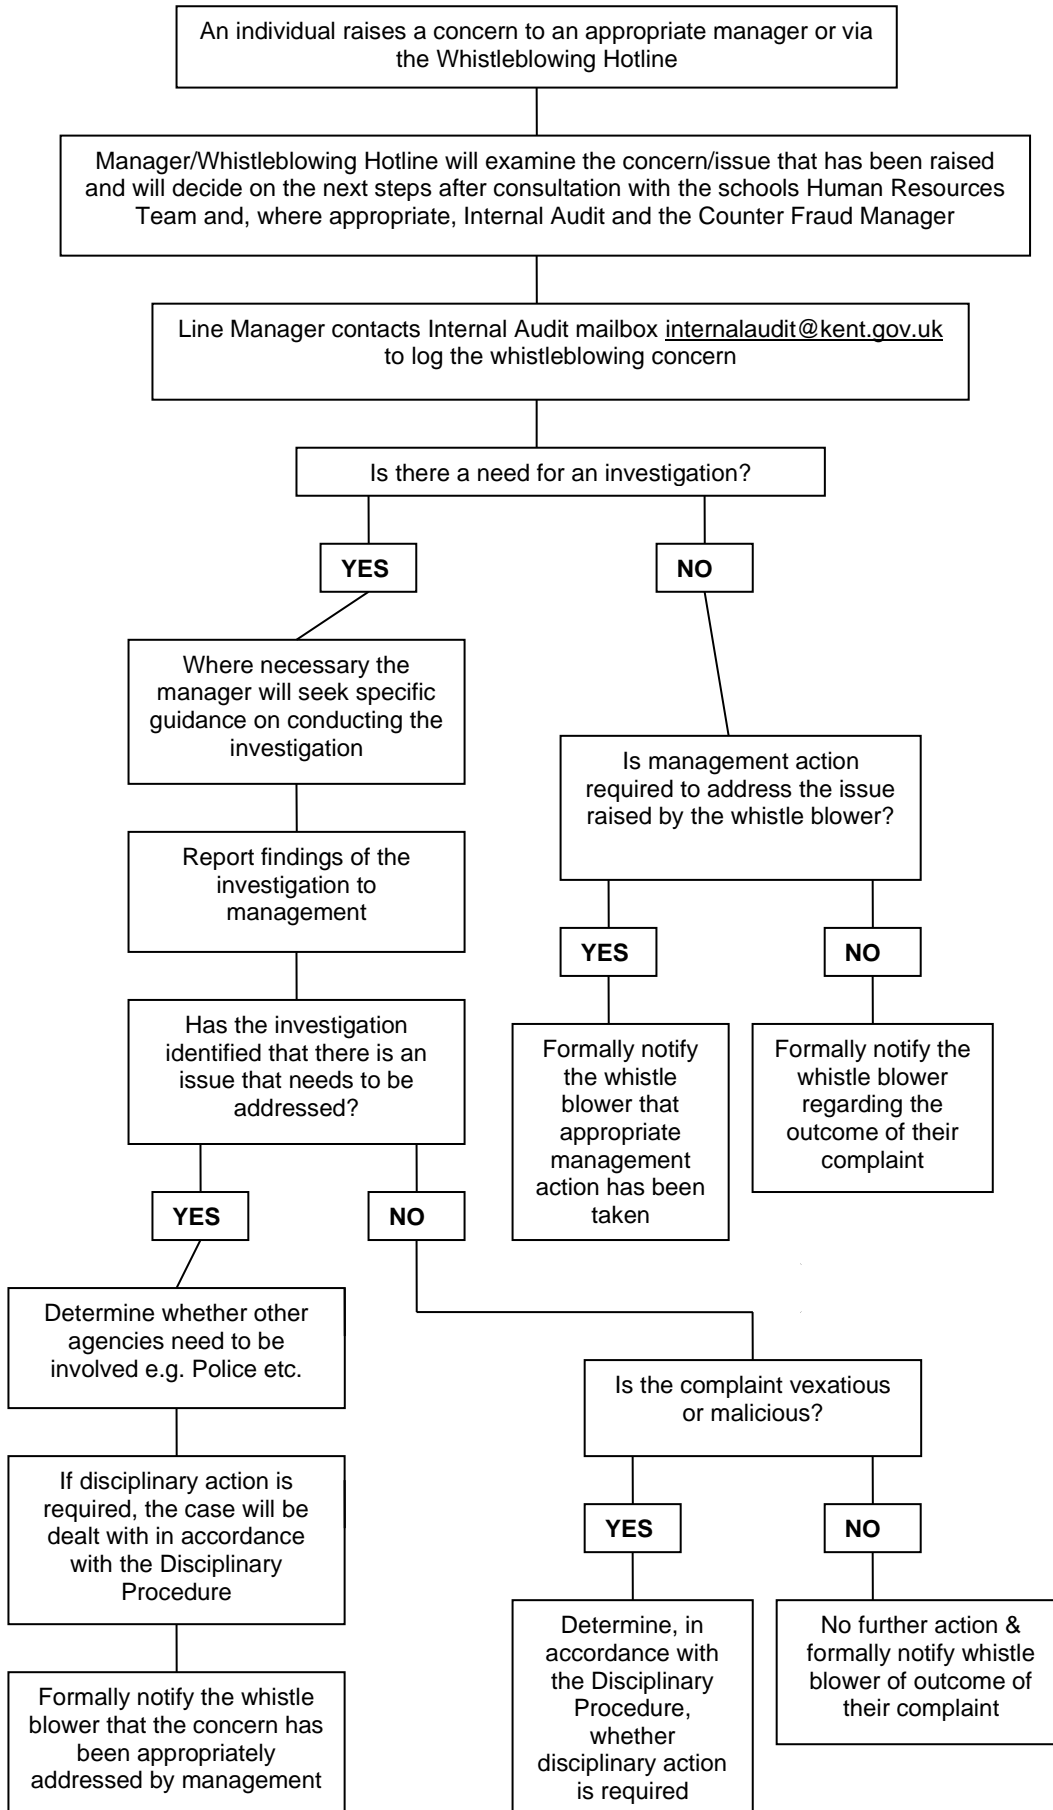 An individual raises a concern to an appropriate manager or via
the Whistleblowing Hotline
Manager/Whistleblowing Hotline will examine the concern/issue that has been raised
and will decide on the next steps after consultation with the schools Human Resources
Team and, where appropriate, Internal Audit and the Counter Fraud Manager
Line Manager contacts Internal Audit mailbox internalaudit@kent.gov.uk
to log the whistleblowing concern
Is there a need for an investigation?
YES
NO
Where necessary the
manager will seek specific
guidance on conducting the
investigation
Report findings of the
investigation to
management
Has the investigation
identified that there is an
issue that needs to be
addressed?
Is management action
required to address the issue
raised by the whistle blower?
YES
NO
Formally notify
the whistle
blower that
appropriate
management
action has been
taken
Formally notify the
whistle blower
regarding the
outcome of their
complaint
YES
NO
Determine whether other
agencies need to be
involved e.g. Police etc.
If disciplinary action is
required, the case will be
dealt with in accordance
with the Disciplinary
Procedure
Formally notify the whistle
blower that the concern has
been appropriately
addressed by management
Is the complaint vexatious
or malicious?
YES
NO
Determine, in
accordance with
the Disciplinary
Procedure,
whether
disciplinary action
is required
No further action &
formally notify whistle
blower of outcome of
their complaint